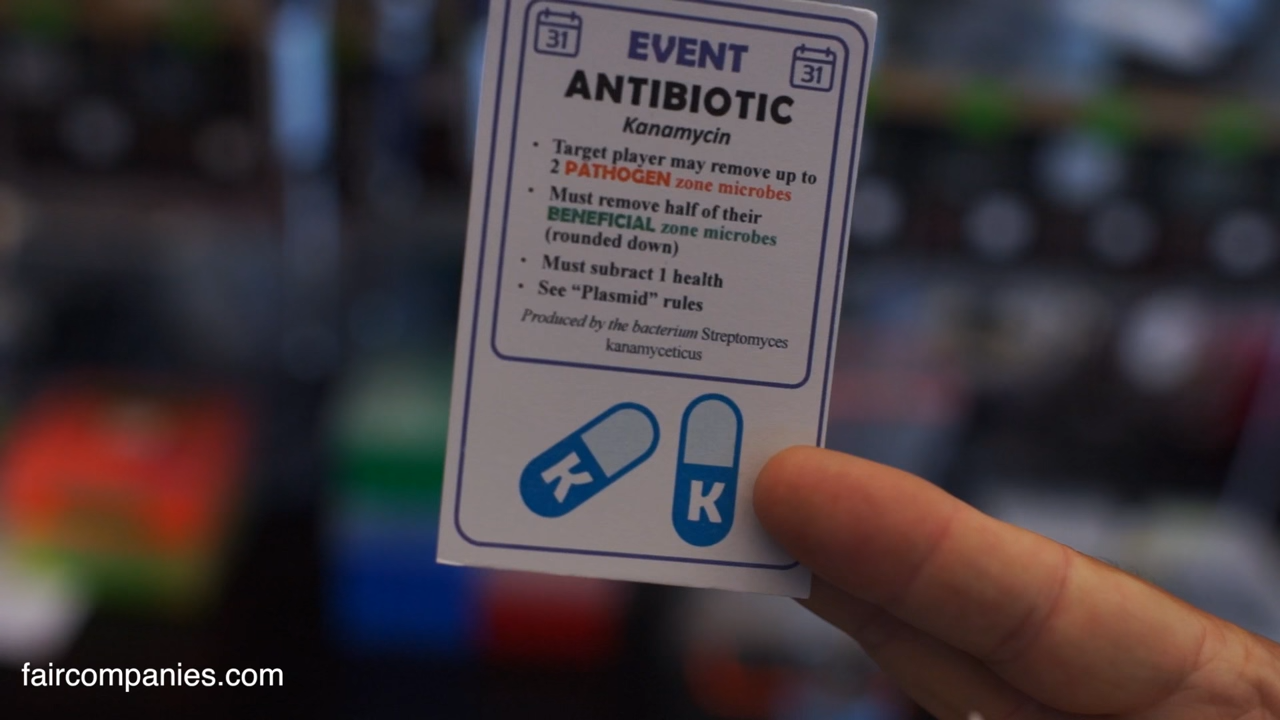 31
EVENT
31
ANTIBIOTIC
Kanamycin
• Target player may remove up to
2 PATHOGEN zone microbes
• Must remove half of their
BENEFICIAL zone microbes
(rounded down)
• Must subract 1 health
• See “Plasmid” rules
Produced by the bacterium Streptomyces
kanamyceticus
K
K
faircompanies.com